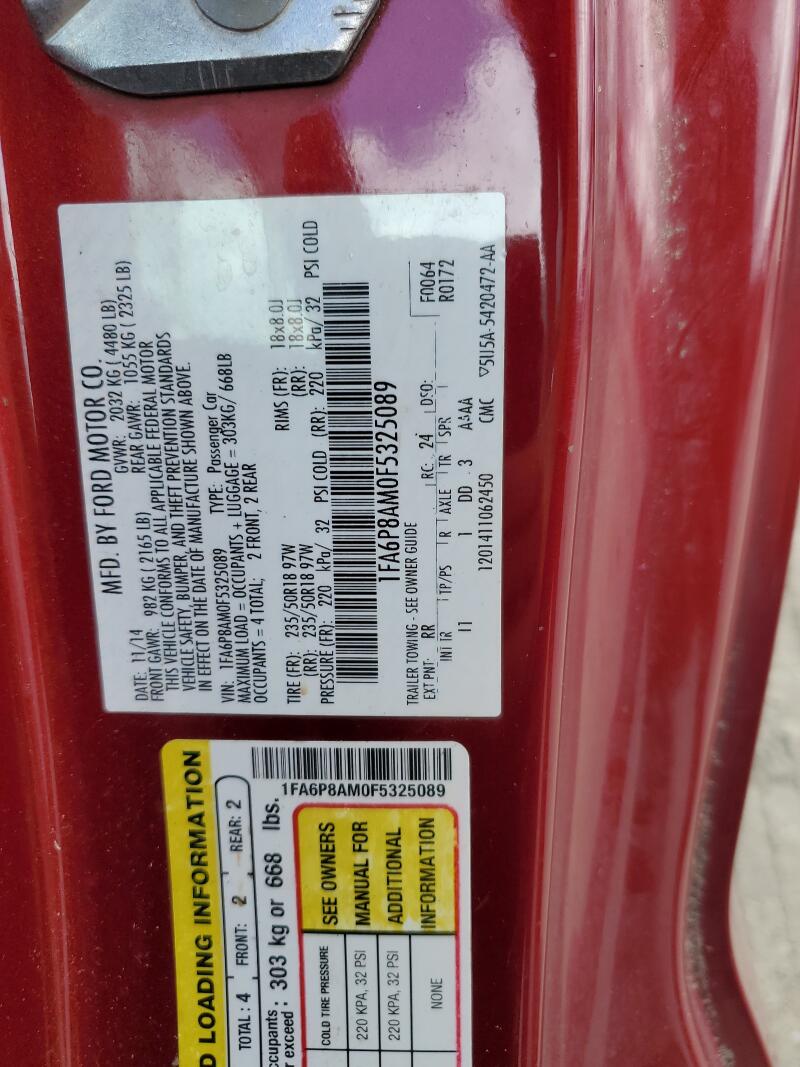 MFD. BY FORD MOTOR CO.
DATE: 11/14 GVWR: 2032 KG ( 4480 LB)
FRONT GAWR: 982 KG ( 2165 LB) REAR GAWR: 1055 KG ( 2325 LB)
THIS VEHICLE CONFORMS TO ALL APPLICABLE FEDERAL MOTOR
VEHICLE SAFETY, BUMPER, AND THEFT PREVENTION STANDARDS
IN EFFECT ON THE DATE OF MANUFACTURE SHOWN ABOVE.
VIN: 1FA6P8AM0F5325089 TYPE: Passenger Car
MAXIMUM LOAD = OCCUPANTS + LUGGAGE = 303KG/ 668LB
OCCUPANTS = 4 TOTAL; 2 FRONT, 2 REAR
TIRE (FR): 235/50R18 97W RIMS (FR): 18x8.0J
(RR): 235/50R18 97W (RR): 18x8.0J
PRESSURE (FR): 220 kPa/ 32 PSI COLD (RR): 220 kPa/ 32 PSI COLD
1FA6P8AM0F5325089
TRAILER TOWING - SEE OWNER GUIDE
F0064
R0172
EXT PNT: RR RC: 24 DSO:
INT TR TP/PS R AXLE TR SPR
I1 1 DD 3 A5AA
1201411062450 CMC ▽5U5A-5420472-AA
LOADING INFORMATION
TOTAL : 4 FRONT: 2 REAR: 2
303 kg or 668 lbs.
exceed :
1FA6P8AM0F5325089
COLD TIRE PRESSURE
220 KPA, 32 PSI
220 KPA, 32 PSI
NONE
SEE OWNERS
MANUAL FOR
ADDITIONAL
INFORMATION